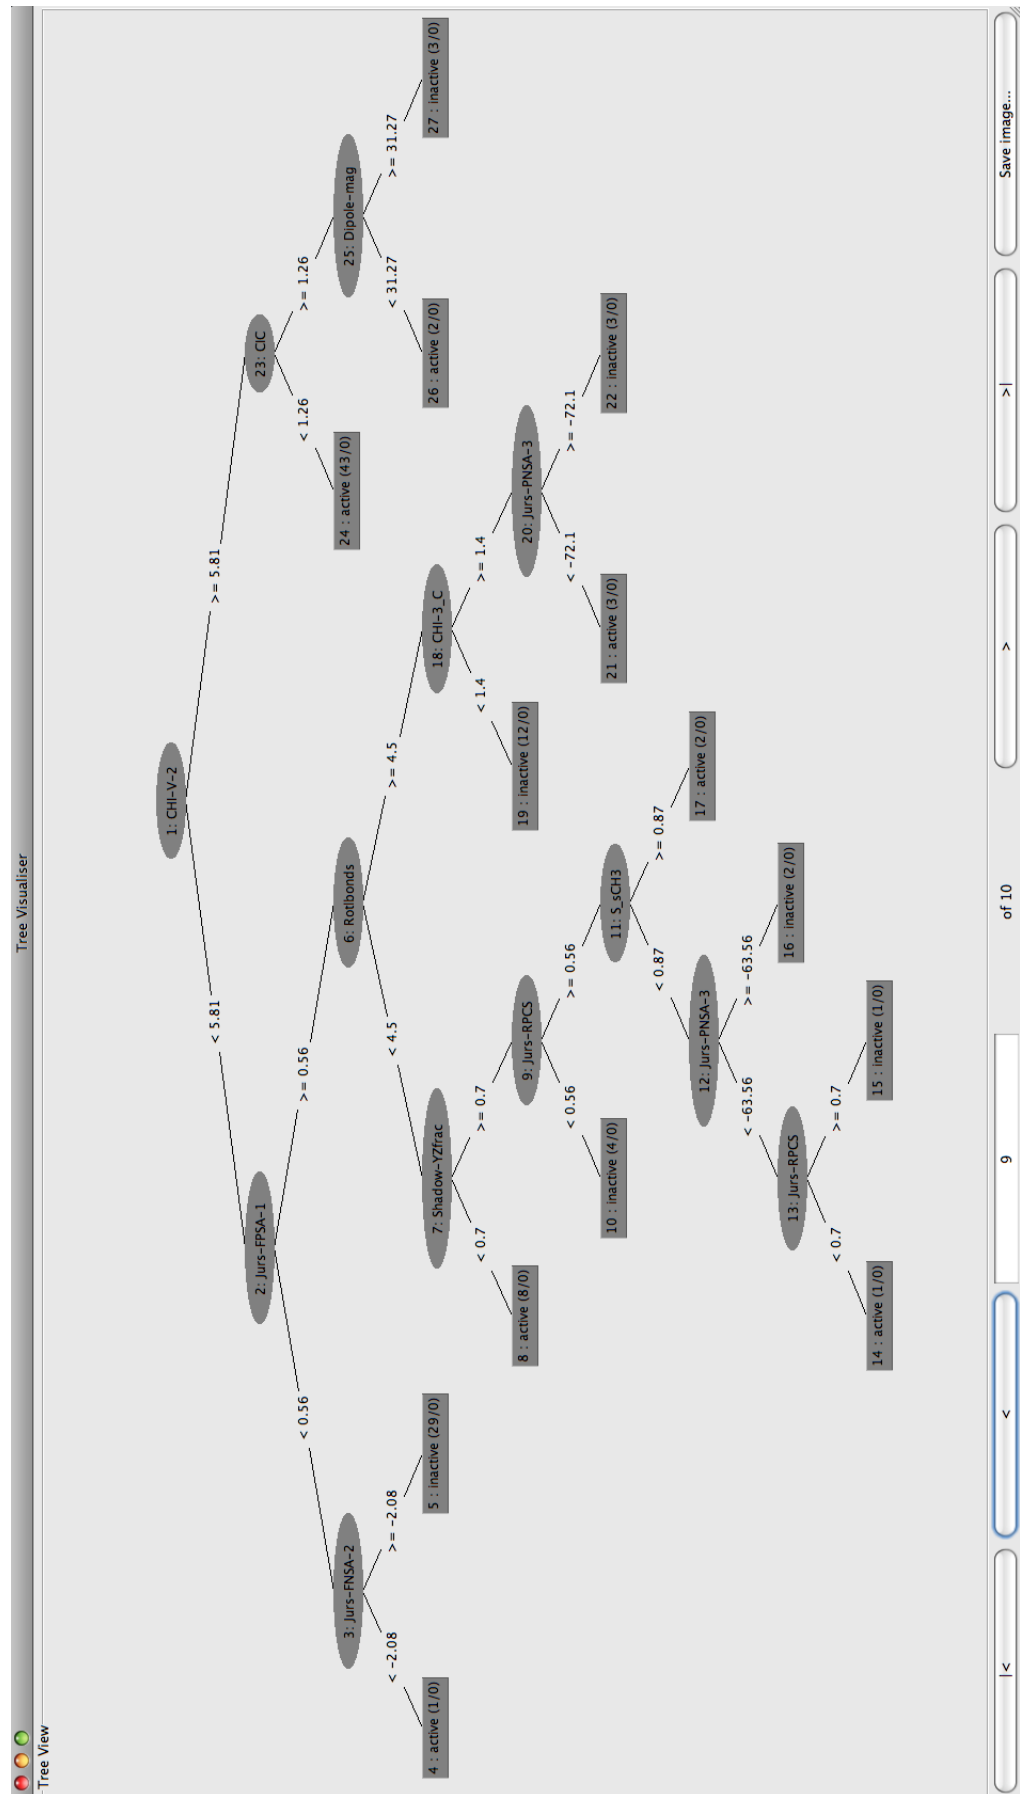 Tree Visualiser
Tree View
1: CHI-V-2
< 5.81
>= 5.81
2: Jurs-FPSA-1
23: CIC
< 0.56
>= 0.56
< 1.26
>= 1.26
3: Jurs-FNSA-2
6: Rotlbonds
24 : active (43/0)
25: Dipole-mag
< -2.08
>= -2.08
< 4.5
>= 4.5
< 31.27
>= 31.27
4 : active (1/0)
5 : inactive (29/0)
7: Shadow-YZfrac
18: CHI-3_C
26 : active (2/0)
27 : inactive (3/0)
< 0.7
>= 0.7
< 1.4
>= 1.4
8 : active (8/0)
9: Jurs-RPCS
19 : inactive (12/0)
20: Jurs-PNSA-3
< 0.56
>= 0.56
< -72.1
>= -72.1
10 : inactive (4/0)
11: S_sCH3
21 : active (3/0)
22 : inactive (3/0)
< 0.87
>= 0.87
12: Jurs-PNSA-3
17 : active (2/0)
< -63.56
>= -63.56
13: Jurs-RPCS
16 : inactive (2/0)
< 0.7
>= 0.7
14 : active (1/0)
15 : inactive (1/0)
|<
<
9
of 10
>
>|
Save image...